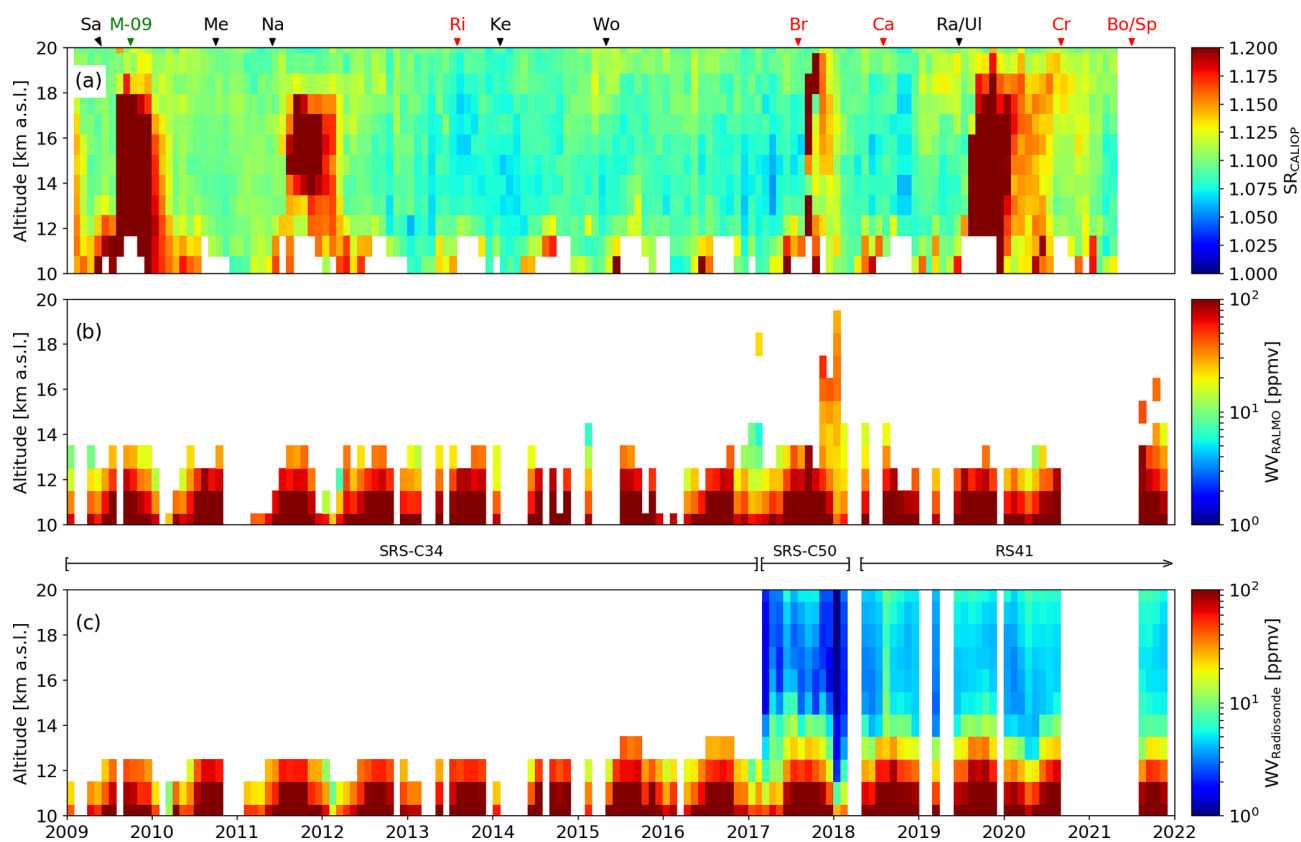 Sa M-09 Me Na Ri Ke Wo Br Ca Ra/Ul Cr Bo/Sp
(a)
Altitude [km a.s.l.]
20
18
16
14
12
10
1.200
1.175
1.150
1.125
1.100
1.075
1.050
1.025
1.000
SR_CALIOP
(b)
Altitude [km a.s.l.]
20
18
16
14
12
10
10²
10¹
10⁰
WV_RALMO [ppmv]
SRS-C34 SRS-C50 RS41
(c)
Altitude [km a.s.l.]
20
18
16
14
12
10
10²
10¹
10⁰
WV_Radiosonde [ppmv]
2009 2010 2011 2012 2013 2014 2015 2016 2017 2018 2019 2020 2021 2022